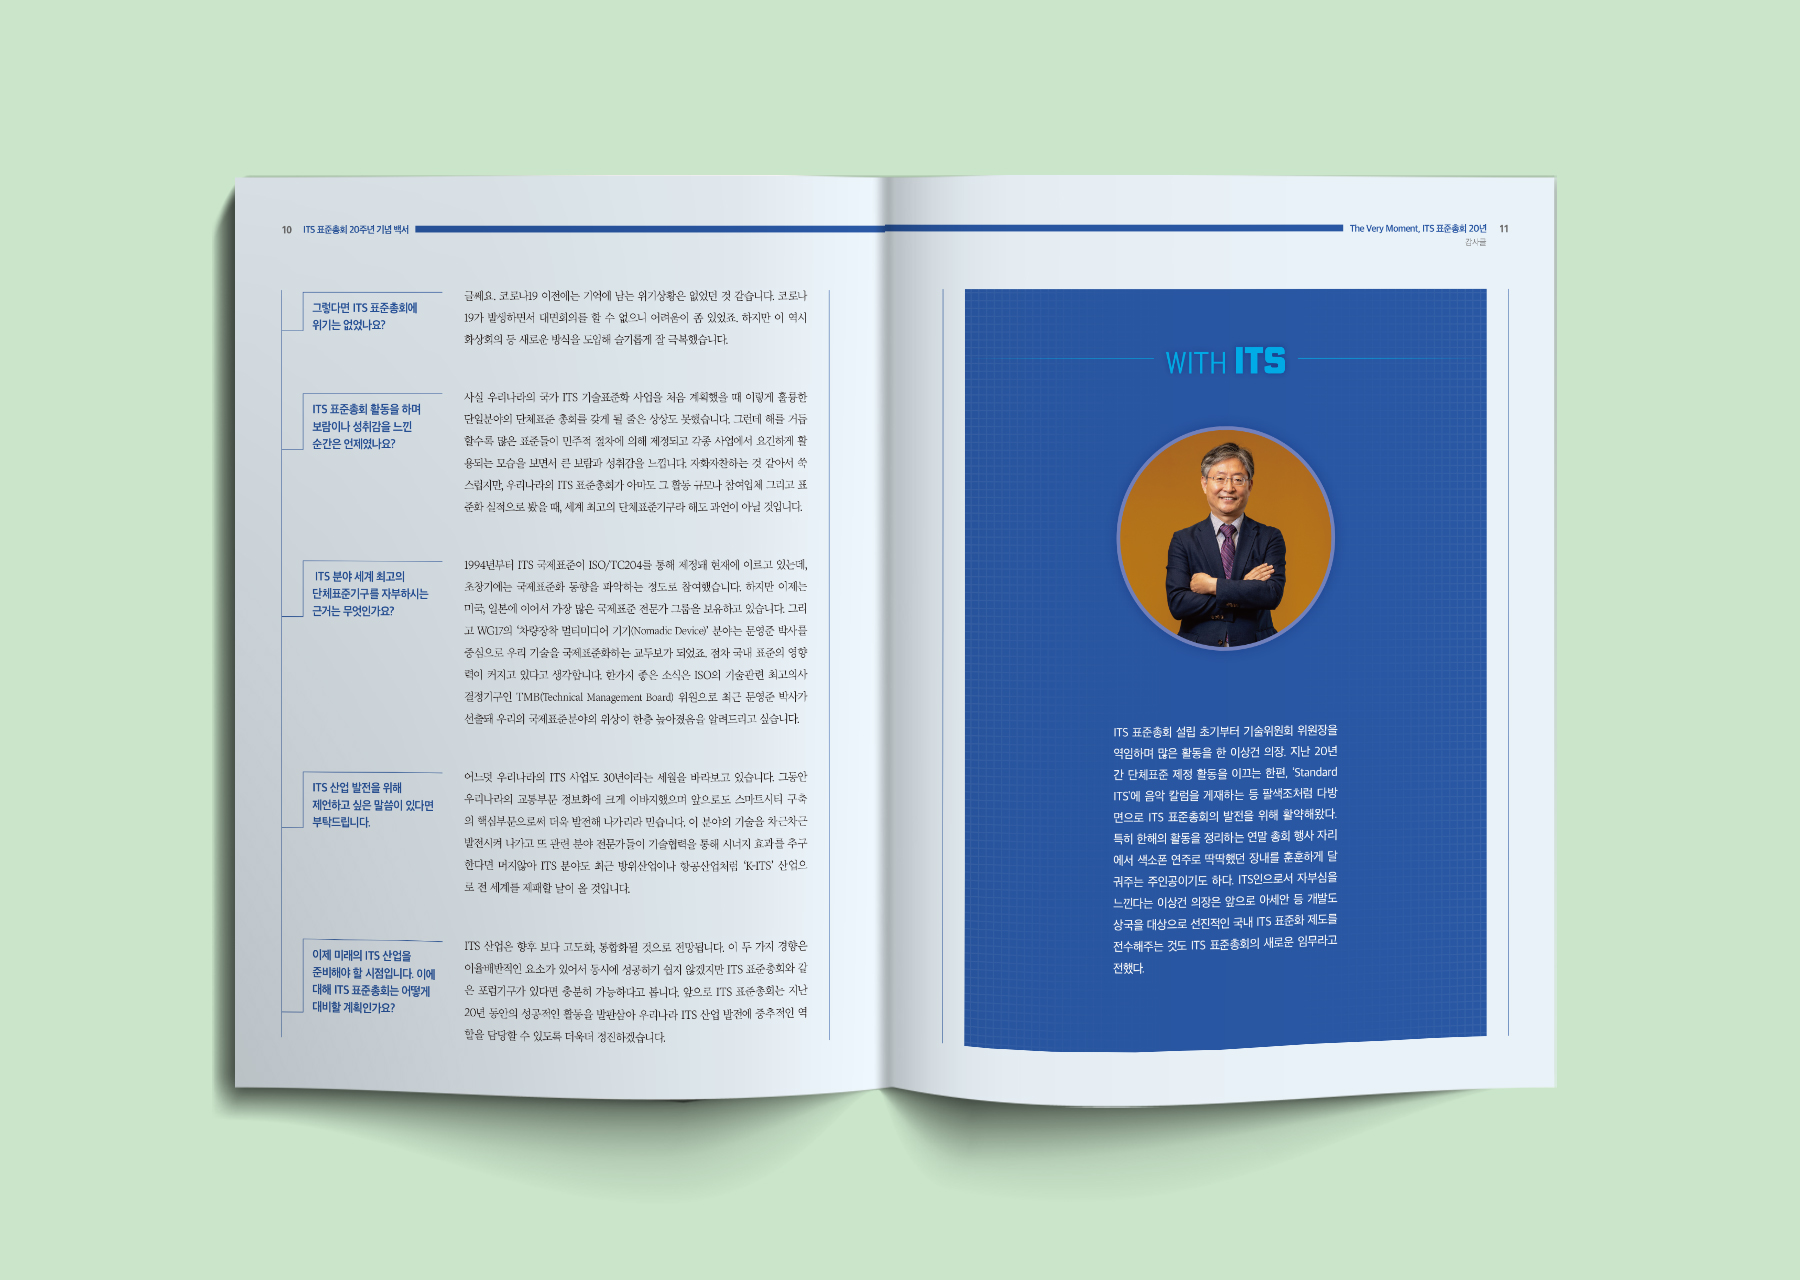 10 ITS 표준총회 20주년 기념 백서
그렇다면 ITS 표준총회에
위기는 없었나요?
글쎄요. 코로나19 이전에는 기억에 남는 위기상황은 없었던 것 같습니다. 코로나
19가 발생하면서 대면회의를 할 수 없으니 어려움이 좀 있었죠. 하지만 이 역시
화상회의 등 새로운 방식을 도입해 슬기롭게 잘 극복했습니다.
ITS 표준총회 활동을 하며
보람이나 성취감을 느낀
순간은 언제였나요?
사실 우리나라의 국가 ITS 기술표준화 사업을 처음 계획했을 때 이렇게 훌륭한
단일분야의 단체표준 총회를 갖게 될 줄은 상상도 못했습니다. 그런데 해를 거듭
할수록 많은 표준들이 민주적 절차에 의해 제정되고 각종 사업에서 요긴하게 활
용되는 모습을 보면서 큰 보람과 성취감을 느낍니다. 자화자찬하는 것 같아서 쑥
스럽지만, 우리나라의 ITS 표준총회가 아마도 그 활동 규모나 참여업체 그리고 표
준화 실적으로 봤을 때, 세계 최고의 단체표준기구라 해도 과언이 아닐 것입니다.
ITS 분야 세계 최고의
단체표준기구를 자부하시는
근거는 무엇인가요?
1994년부터 ITS 국제표준이 ISO/TC204를 통해 제정돼 현재에 이르고 있는데,
초창기에는 국제표준화 동향을 파악하는 정도로 참여했습니다. 하지만 이제는
미국, 일본에 이어서 가장 많은 국제표준 전문가 그룹을 보유하고 있습니다. 그리
고 WG17의 ‘차량장착 멀티미디어 기기(Nomadic Device)’ 분야는 문영준 박사를
중심으로 우리 기술을 국제표준화하는 교두보가 되었죠. 점차 국내 표준의 영향
력이 커지고 있다고 생각합니다. 한가지 좋은 소식은 ISO의 기술관련 최고의사
결정기구인 TMB(Technical Management Board) 위원으로 최근 문영준 박사가
선출돼 우리의 국제표준분야의 위상이 한층 높아졌음을 알려드리고 싶습니다.
ITS 산업 발전을 위해
제언하고 싶은 말씀이 있다면
부탁드립니다.
어느덧 우리나라의 ITS 사업도 30년이라는 세월을 바라보고 있습니다. 그동안
우리나라의 교통부문 정보화에 크게 이바지했으며 앞으로도 스마트시티 구축
의 핵심부문으로써 더욱 발전해 나가리라 믿습니다. 이 분야의 기술을 차근차근
발전시켜 나가고 또 관련 분야 전문가들이 기술협력을 통해 시너지 효과를 추구
한다면 머지않아 ITS 분야도 최근 방위산업이나 항공산업처럼 ‘K-ITS’ 산업으
로 전 세계를 제패할 날이 올 것입니다.
이제 미래의 ITS 산업을
준비해야 할 시점입니다. 이에
대해 ITS 표준총회는 어떻게
대비할 계획인가요?
ITS 산업은 향후 보다 고도화, 통합화될 것으로 전망됩니다. 이 두 가지 경향은
이율배반적인 요소가 있어서 동시에 성공하기 쉽지 않겠지만 ITS 표준총회와 같
은 포럼기구가 있다면 충분히 가능하다고 봅니다. 앞으로 ITS 표준총회는 지난
20년 동안의 성공적인 활동을 발판삼아 우리나라 ITS 산업 발전에 중추적인 역
할을 담당할 수 있도록 더욱더 정진하겠습니다.
The Very Moment, ITS 표준총회 20년 11
감사글
WITH ITS
ITS 표준총회 설립 초기부터 기술위원회 위원장을
역임하며 많은 활동을 한 이상건 의장. 지난 20년
간 단체표준 제정 활동을 이끄는 한편, ‘Standard
ITS’에 음악 칼럼을 게재하는 등 팔색조처럼 다방
면으로 ITS 표준총회의 발전을 위해 활약해왔다.
특히 한해의 활동을 정리하는 연말 총회 행사 자리
에서 색소폰 연주로 딱딱했던 장내를 훈훈하게 달
궈주는 주인공이기도 하다. ITS인으로서 자부심을
느낀다는 이상건 의장은 앞으로 아세안 등 개발도
상국을 대상으로 선진적인 국내 ITS 표준화 제도를
전수해주는 것도 ITS 표준총회의 새로운 임무라고
전했다.